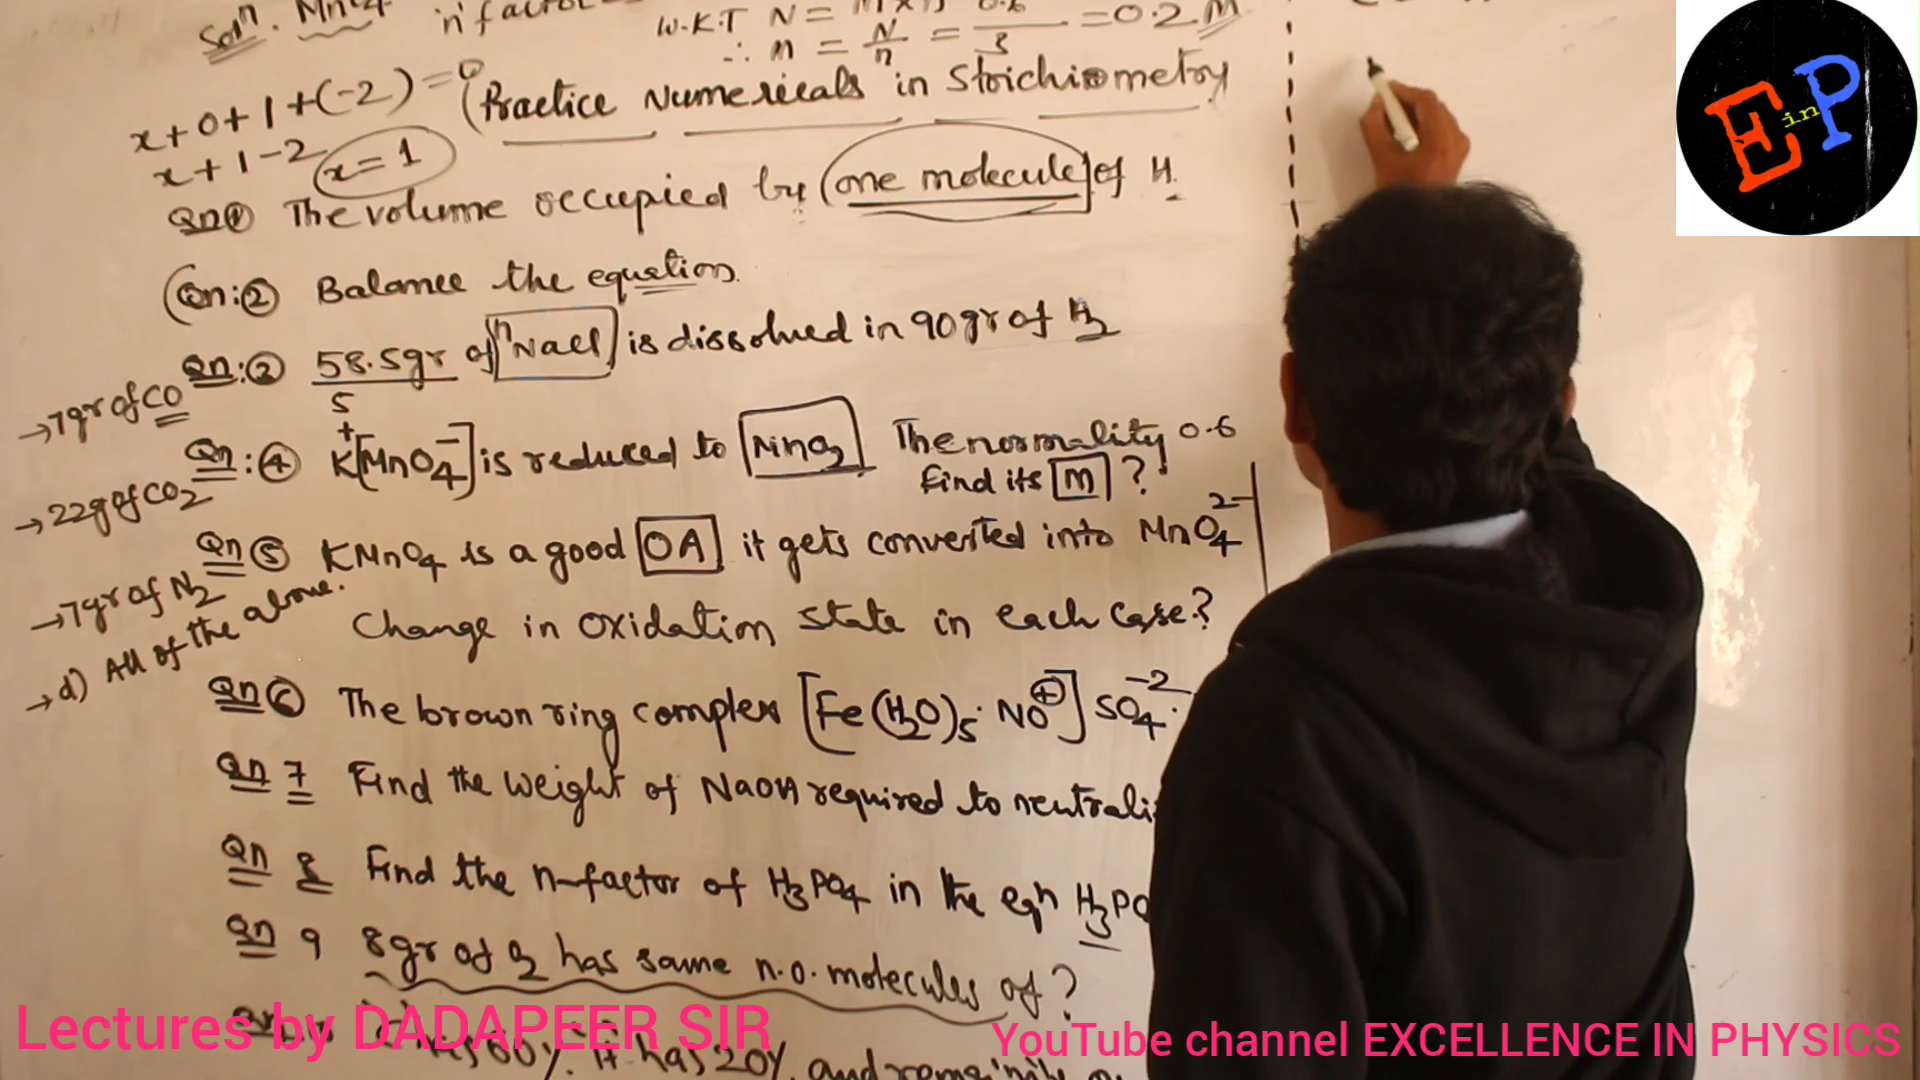 Soln. MnO4 'n' factor
W.K.T N =
∴ m = N/n = 0.6/3 = 0.2 M
x+0+1+(-2)=0
x+1-2
x=1
(Practice Numericals in Stoichiometry
Qn① The volume occupied by (one molecule) of H
(Qn:② Balance the equation.
Qn:② 58.5gr/5 of NaCl is dissolved in 90gr of H2
→7gr of CO
Qn:④ K+[MnO4-] is reduced to MnO2 The normality 0.6
Find its M ?
→22g of CO2
Qn⑤ KMnO4 is a good OA it gets converted into MnO4 2-
→7gr of N2
Change in oxidation state in each case?
→d) All of the above.
Qn⑥ The brown ring complex [Fe(H2O)5 NO+] SO4-2.
Qn 7 Find the weight of NaOH required to neutrali
Qn 8 Find the n-factor of H3PO4 in the eqn H3PO
Qn 9 8gr of O2 has same n.o. molecules of?
60%. it has 20% and remaining
Lectures by DADAPEER SIR
YouTube channel EXCELLENCE IN PHYSICS
E in P